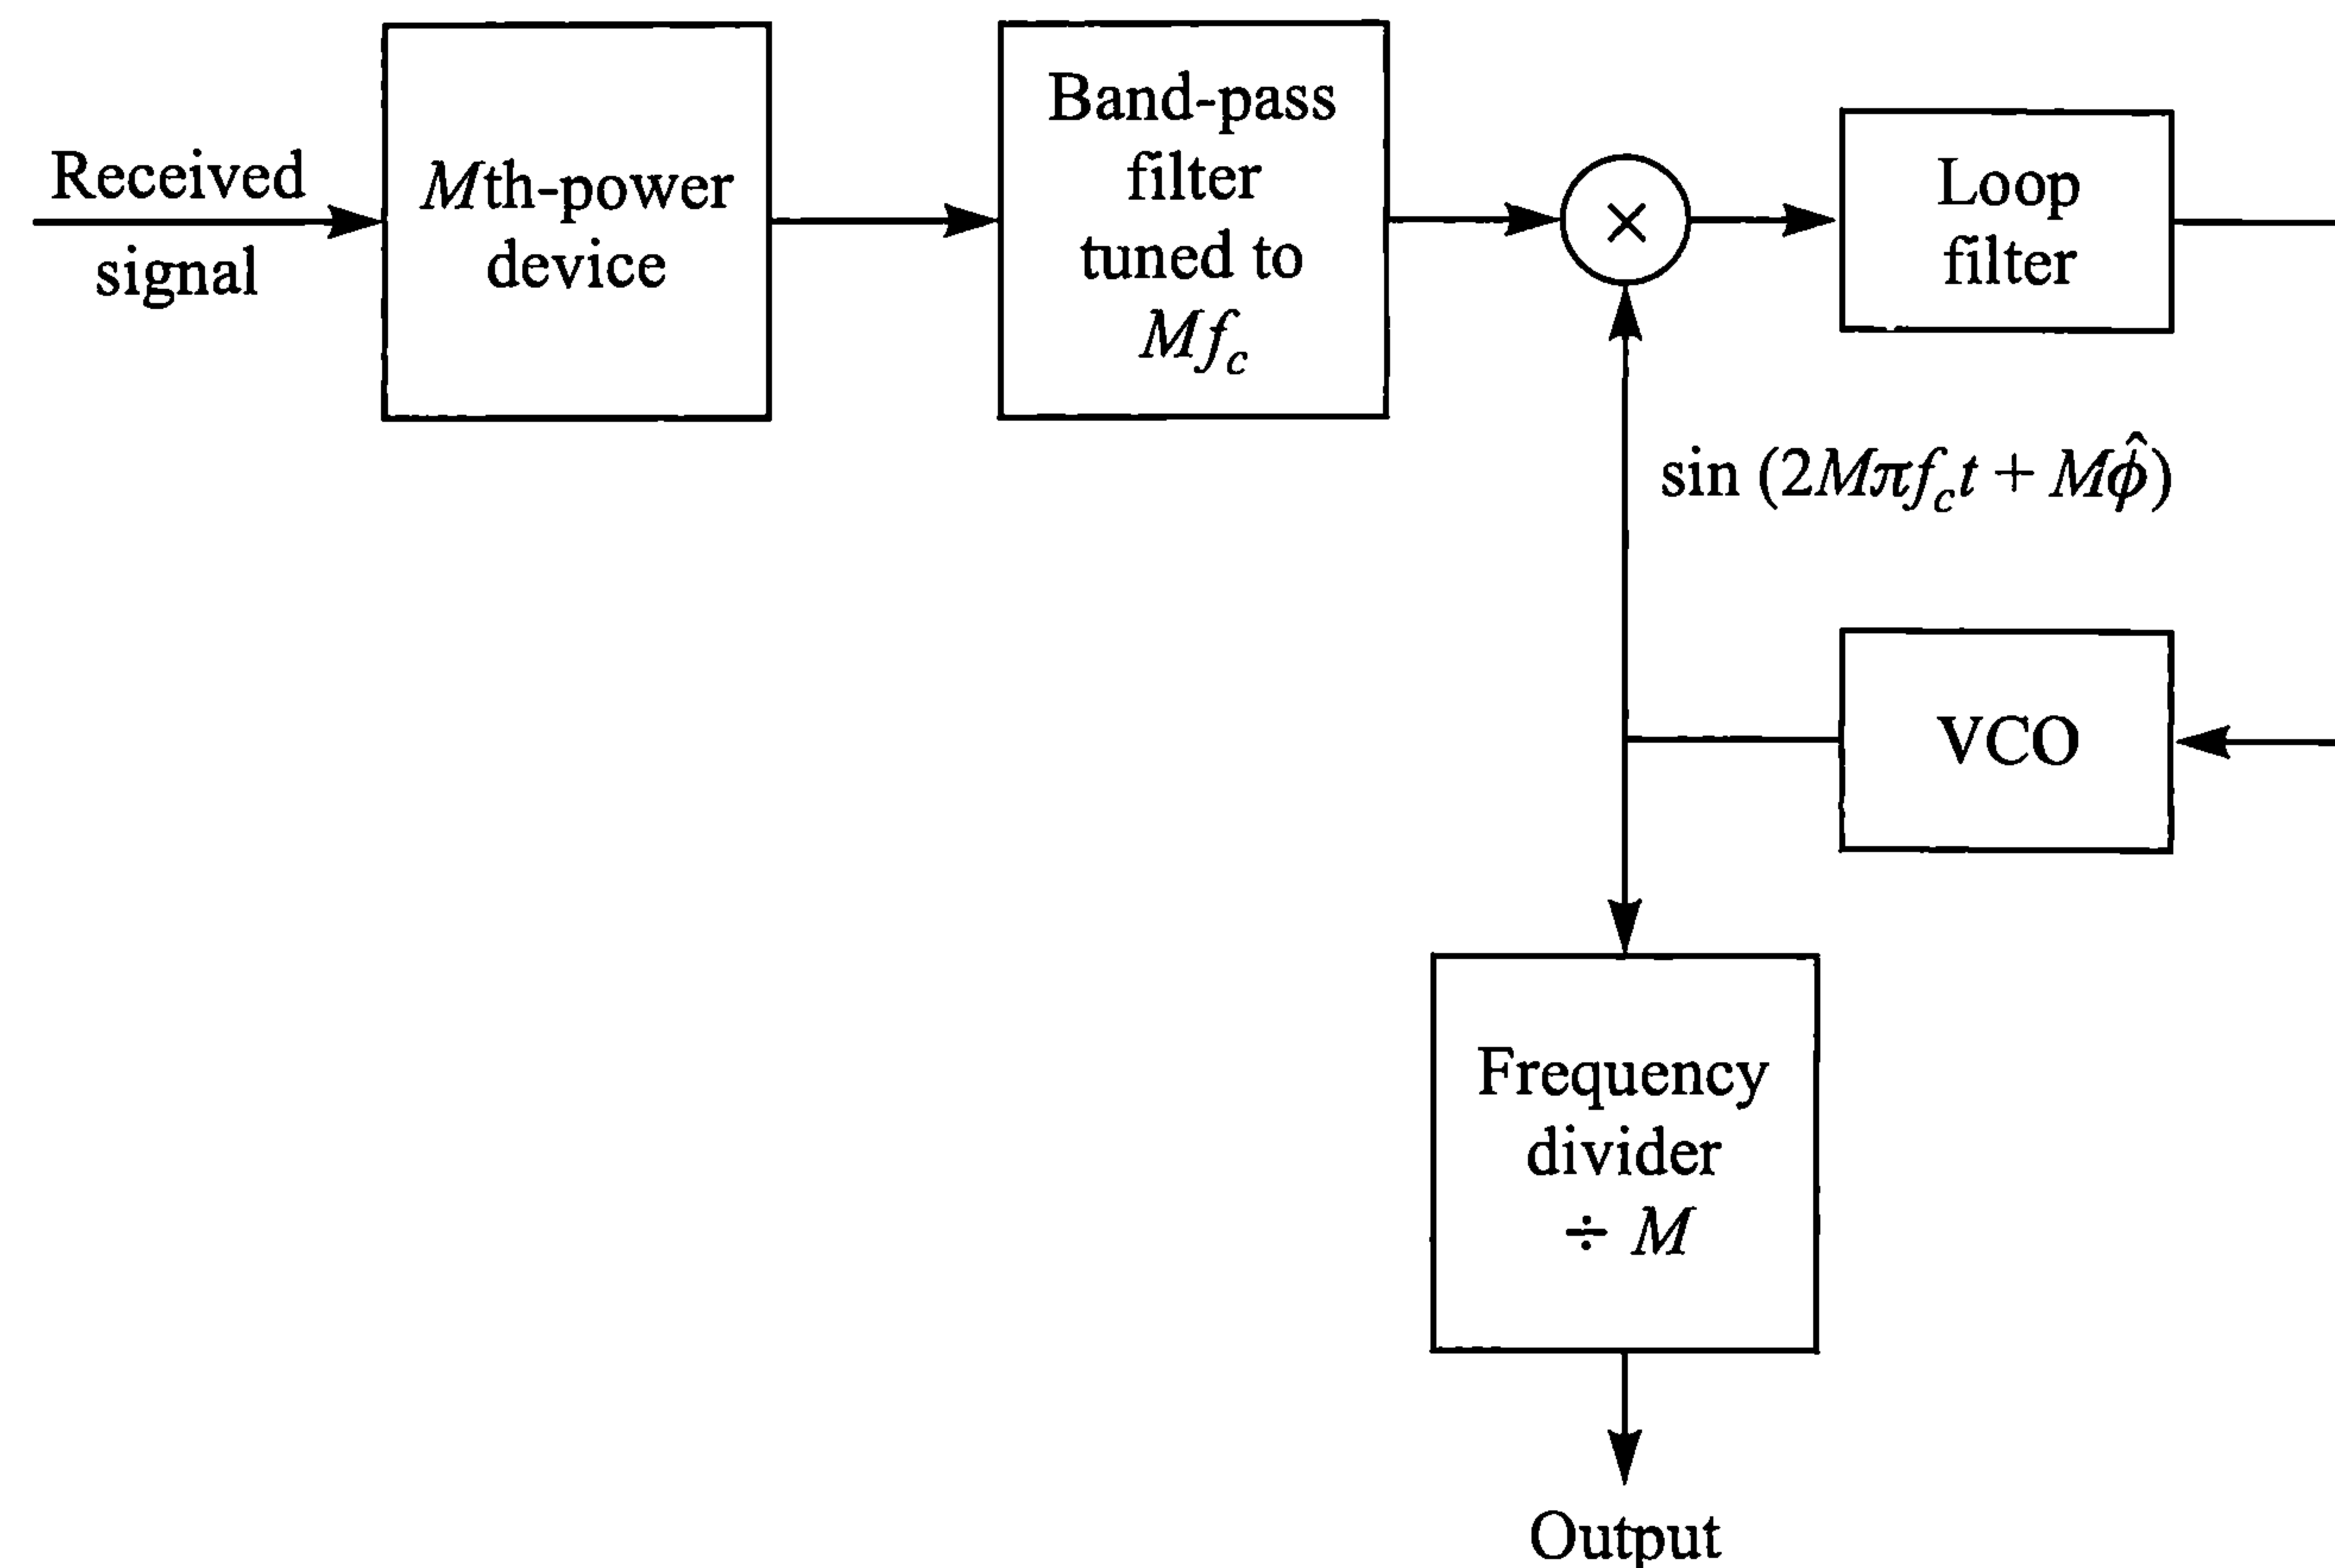 Received
signal
Mth-power
device
Band-pass
filter
tuned to
Mf_c
×
Loop
filter
sin (2Mπf_ct + Mφ̂)
VCO
Frequency
divider
÷ M
Output